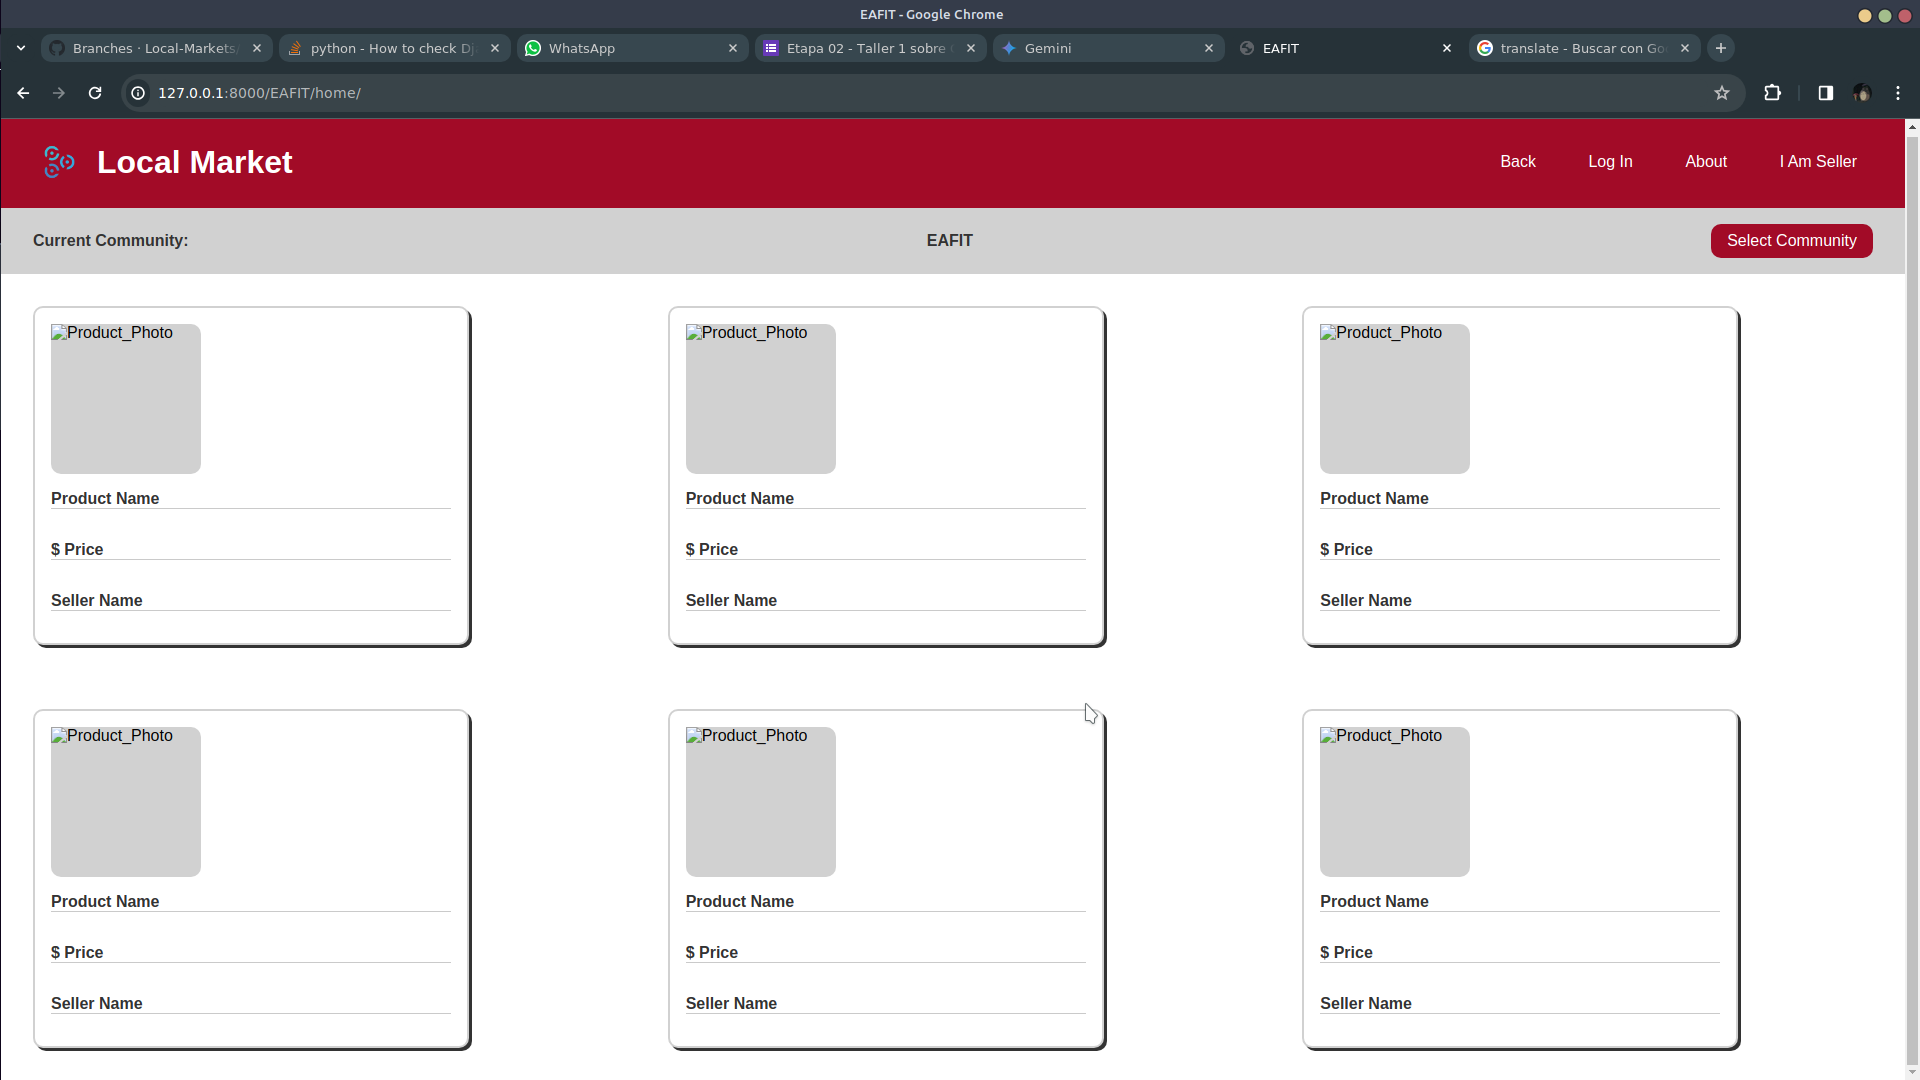 EAFIT - Google Chrome
Branches · Local-Markets
python - How to check Dj
WhatsApp
Etapa 02 - Taller 1 sobre
Gemini
EAFIT
translate - Buscar con Go
127.0.0.1:8000/EAFIT/home/
Local Market
Back
Log In
About
I Am Seller
Current Community:
EAFIT
Select Community
Product_Photo
Product_Photo
Product_Photo
Product Name
Product Name
Product Name
$ Price
$ Price
$ Price
Seller Name
Seller Name
Seller Name
Product_Photo
Product_Photo
Product_Photo
Product Name
Product Name
Product Name
$ Price
$ Price
$ Price
Seller Name
Seller Name
Seller Name